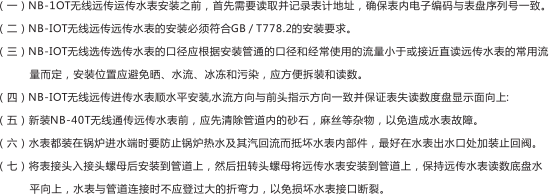 （一）NB-1OT无线远传运传水表安装之前，首先需要读取并记录表计地址，确保表内电子编码与表盘序列号一致。
（二）NB-IOT无线远传水表的安装必须符合GB / T778.2的安装要求。
（三）NB-IOT无线选传选传水表的口径应根据安装管通的口径和经常使用的流量小于或接近直读远传水表的常用流
量而定，安装位置应避免晒、水流、冰冻和污染，应方便拆装和读数。
（四）NB-IOT无线远传进传水表顺水平安装,水流方向与前头指示方向一致并保证表失读数度盘显示面向上:
（五）新装NB-40T无线通传远传水表前，应先清除管道内的砂石，麻丝等杂物，以免造成水表故障。
（六）水表都装在锅炉进水端时要防止锅炉热水及其汽回流而抵坏水表内部件，最好在水表出水口处加装止回阀。
（七）将表接头入接头螺母后安装到管道上，然后扭转头螺母将远传水表安装到管道上，保持远传水表读数底盘水
平向上，水表与管道连接时不应登过大的折弯力，以免损坏水表接口断裂。